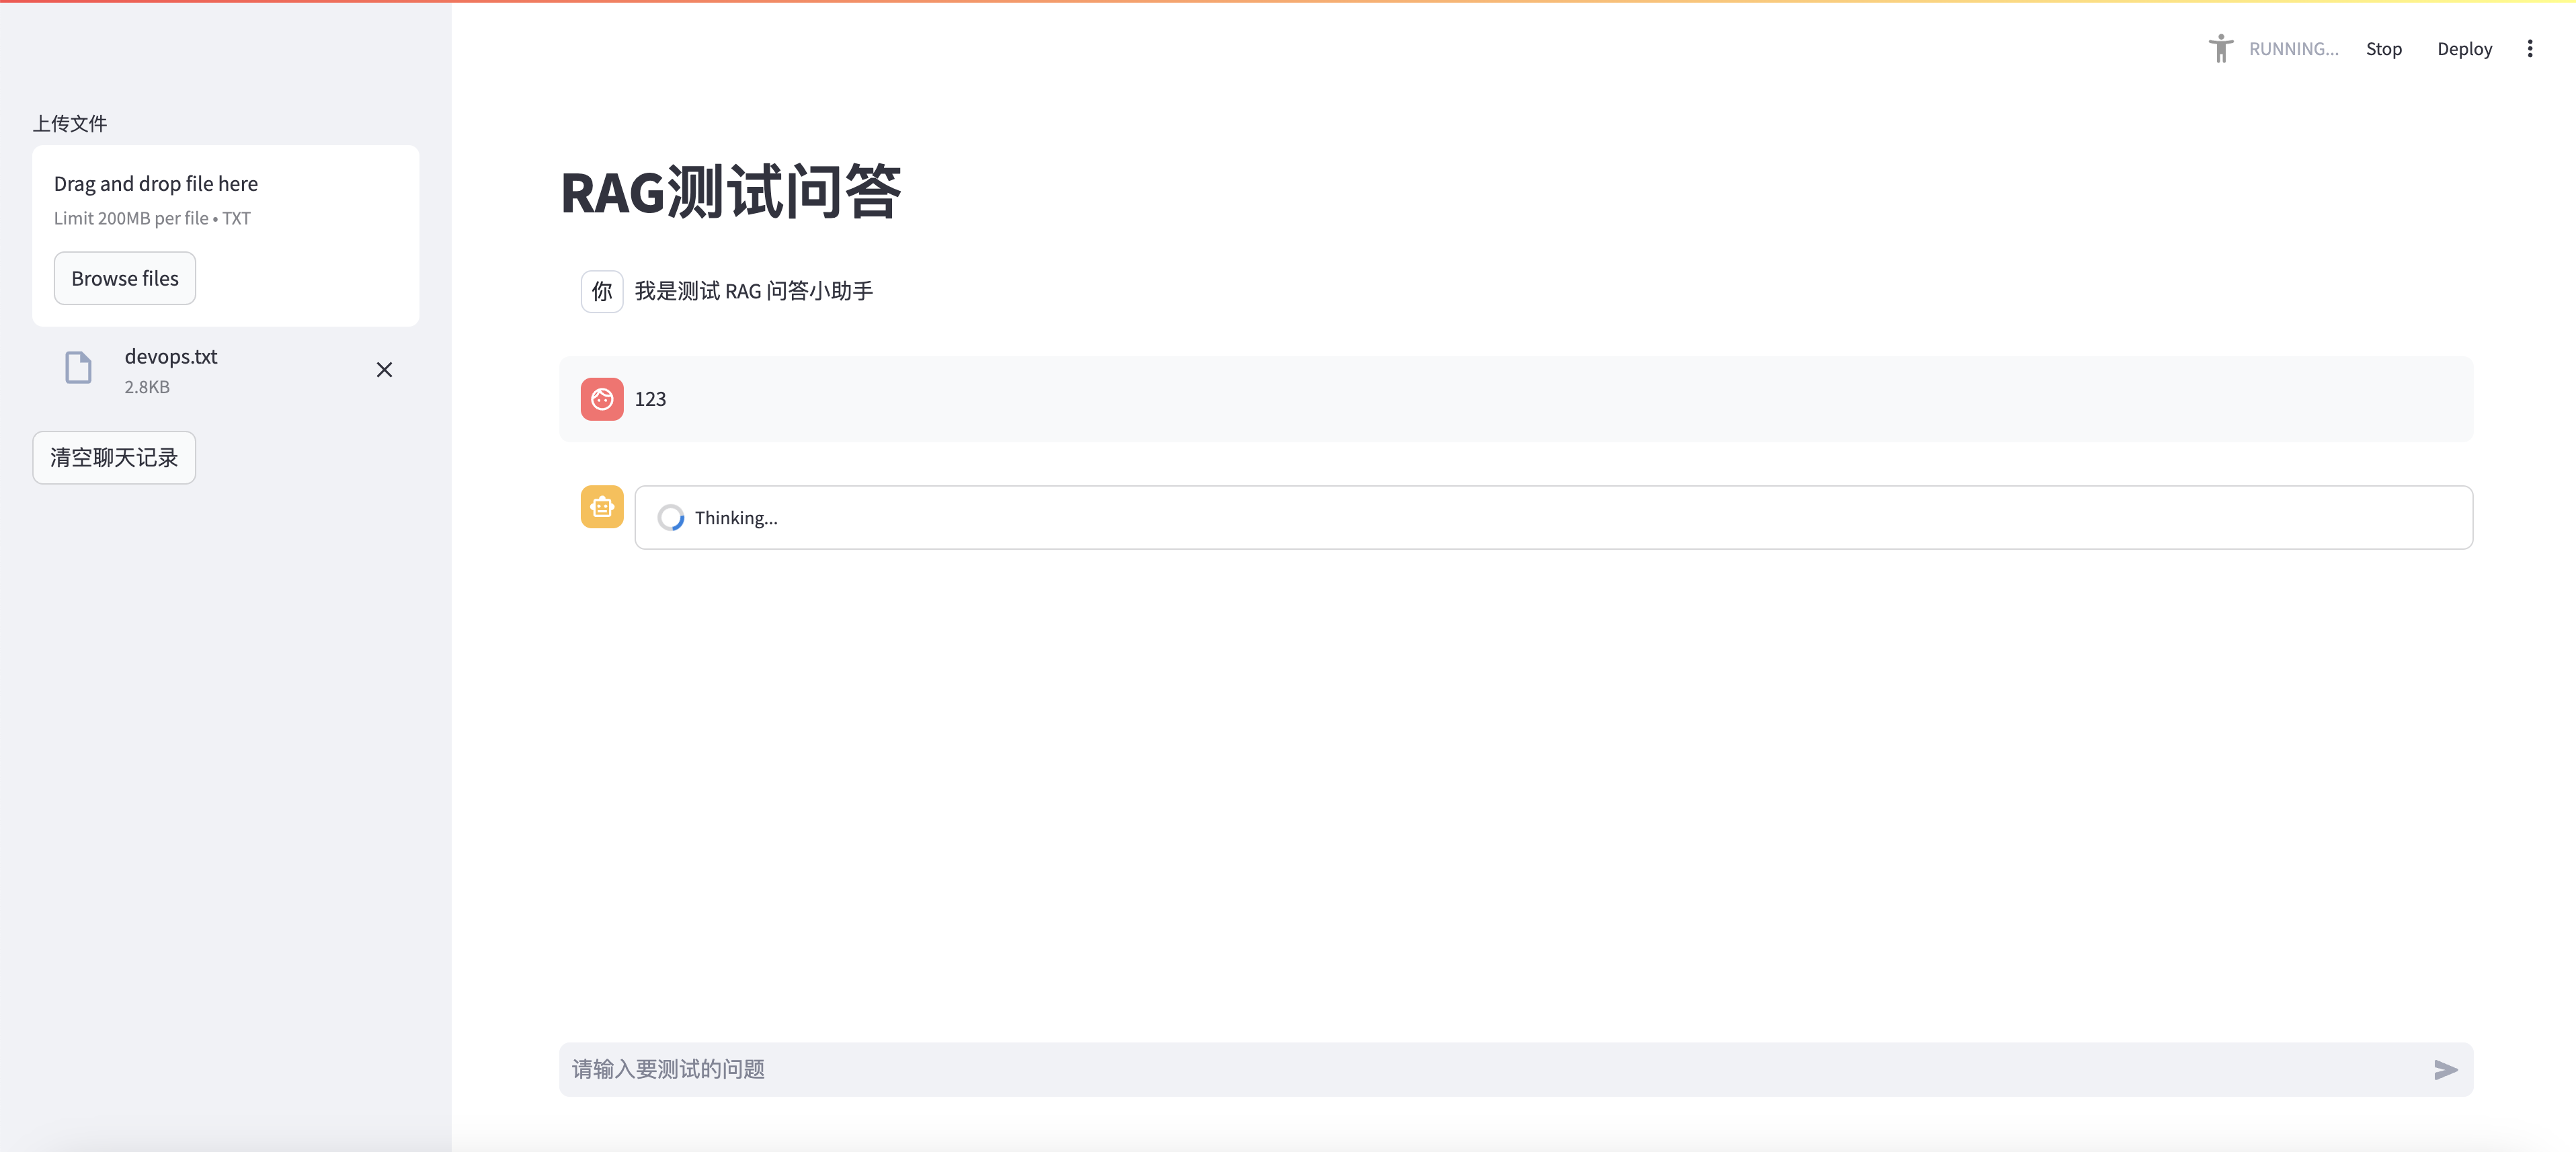 RUNNING...
Stop
Deploy
上传文件
Drag and drop file here
Limit 200MB per file • TXT
Browse files
devops.txt
2.8KB
清空聊天记录
RAG测试问答
你
我是测试 RAG 问答小助手
123
Thinking...
请输入要测试的问题